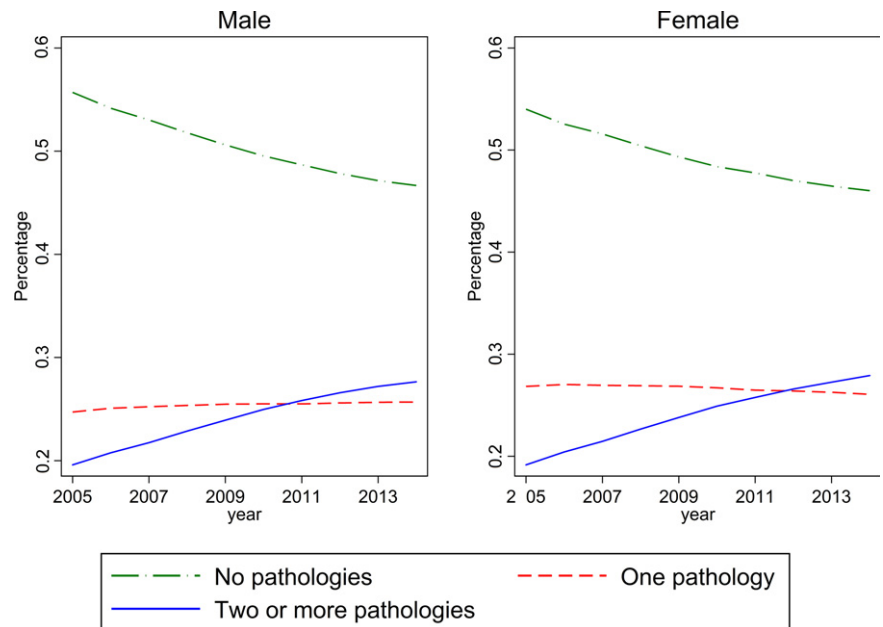 Male
Female
Percentage
0.2 0.3 0.4 0.5 0.6
2005 2007 2009 2011 2013
year
Percentage
0.2 0.3 0.4 0.5 0.6
2 05 2007 2009 2011 2013
year
No pathologies
One pathology
Two or more pathologies